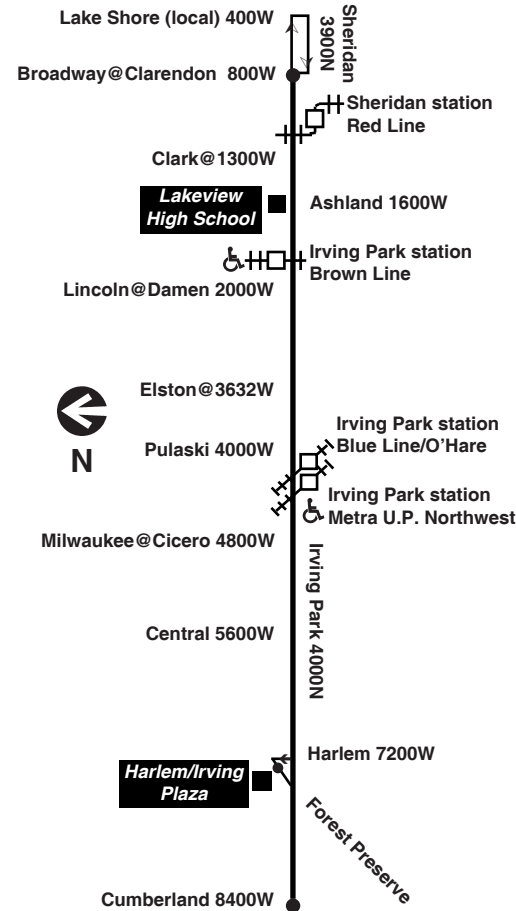 Lake Shore (local) 400W
Sheridan
3900N
Broadway@Clarendon 800W
Sheridan station
Red Line
Clark@1300W
Lakeview
High School
Ashland 1600W
Irving Park station
Brown Line
Lincoln@Damen 2000W
Elston@3632W
N
Pulaski 4000W
Irving Park station
Blue Line/O'Hare
Irving Park station
Metra U.P. Northwest
Milwaukee@Cicero 4800W
Irving Park 4000N
Central 5600W
Harlem 7200W
Harlem/Irving
Plaza
Forest Preserve
Cumberland 8400W